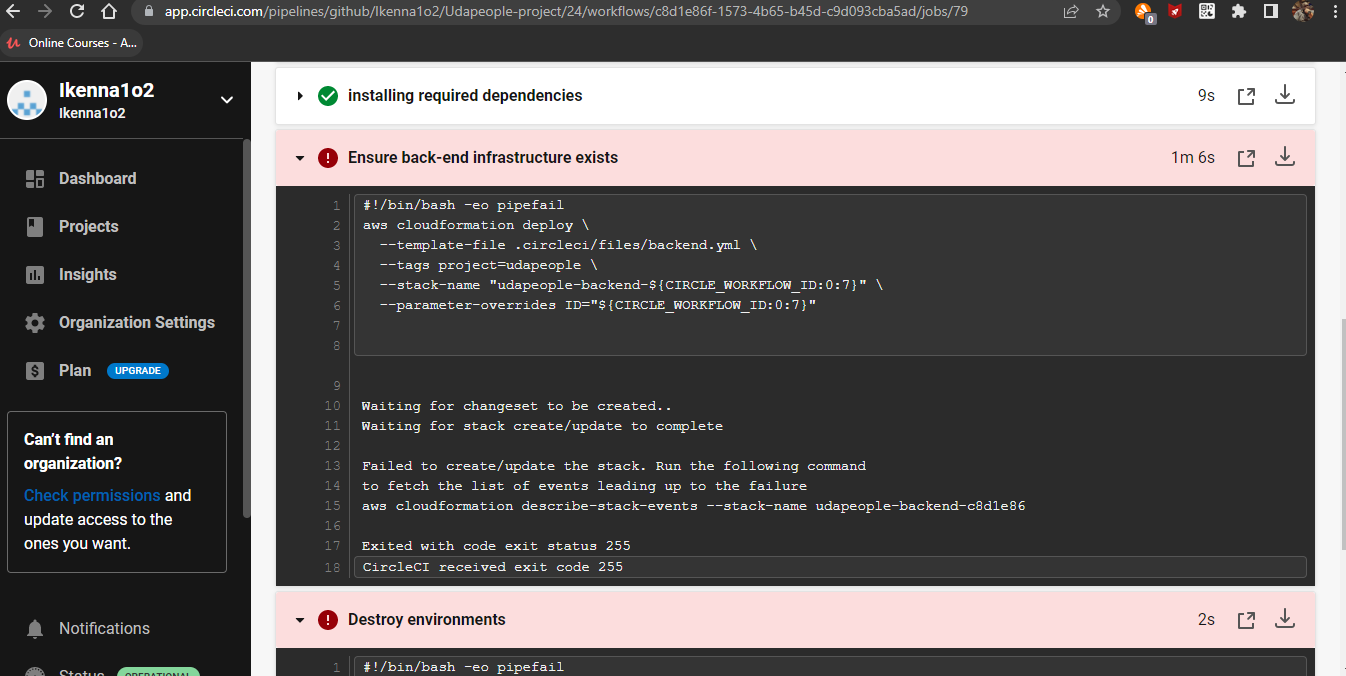 app.circleci.com/pipelines/github/Ikenna1o2/Udapeople-project/24/workflows/c8d1e86f-1573-4b65-b45d-c9d093cba5ad/jobs/79
0
Online Courses - A...
Ikenna1o2
Ikenna1o2
Dashboard
Projects
Insights
Organization Settings
Plan UPGRADE
Can't find an
organization?
Check permissions and
update access to the
ones you want.
Notifications
Status OPERATIONAL
installing required dependencies 9s
Ensure back-end infrastructure exists 1m 6s
1 #!/bin/bash -eo pipefail
2 aws cloudformation deploy \
3 --template-file .circleci/files/backend.yml \
4 --tags project=udapeople \
5 --stack-name "udapeople-backend-${CIRCLE_WORKFLOW_ID:0:7}" \
6 --parameter-overrides ID="${CIRCLE_WORKFLOW_ID:0:7}"
7
8
9
10 Waiting for changeset to be created..
11 Waiting for stack create/update to complete
12
13 Failed to create/update the stack. Run the following command
14 to fetch the list of events leading up to the failure
15 aws cloudformation describe-stack-events --stack-name udapeople-backend-c8d1e86
16
17 Exited with code exit status 255
18 CircleCI received exit code 255
Destroy environments 2s
1 #!/bin/bash -eo pipefail